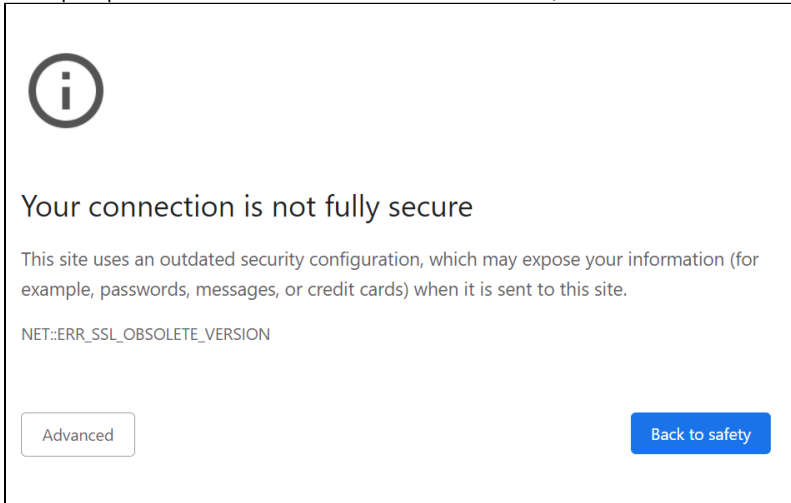 Your connection is not fully secure
This site uses an outdated security configuration, which may expose your information (for
example, passwords, messages, or credit cards) when it is sent to this site.
NET::ERR_SSL_OBSOLETE_VERSION
Advanced
Back to safety